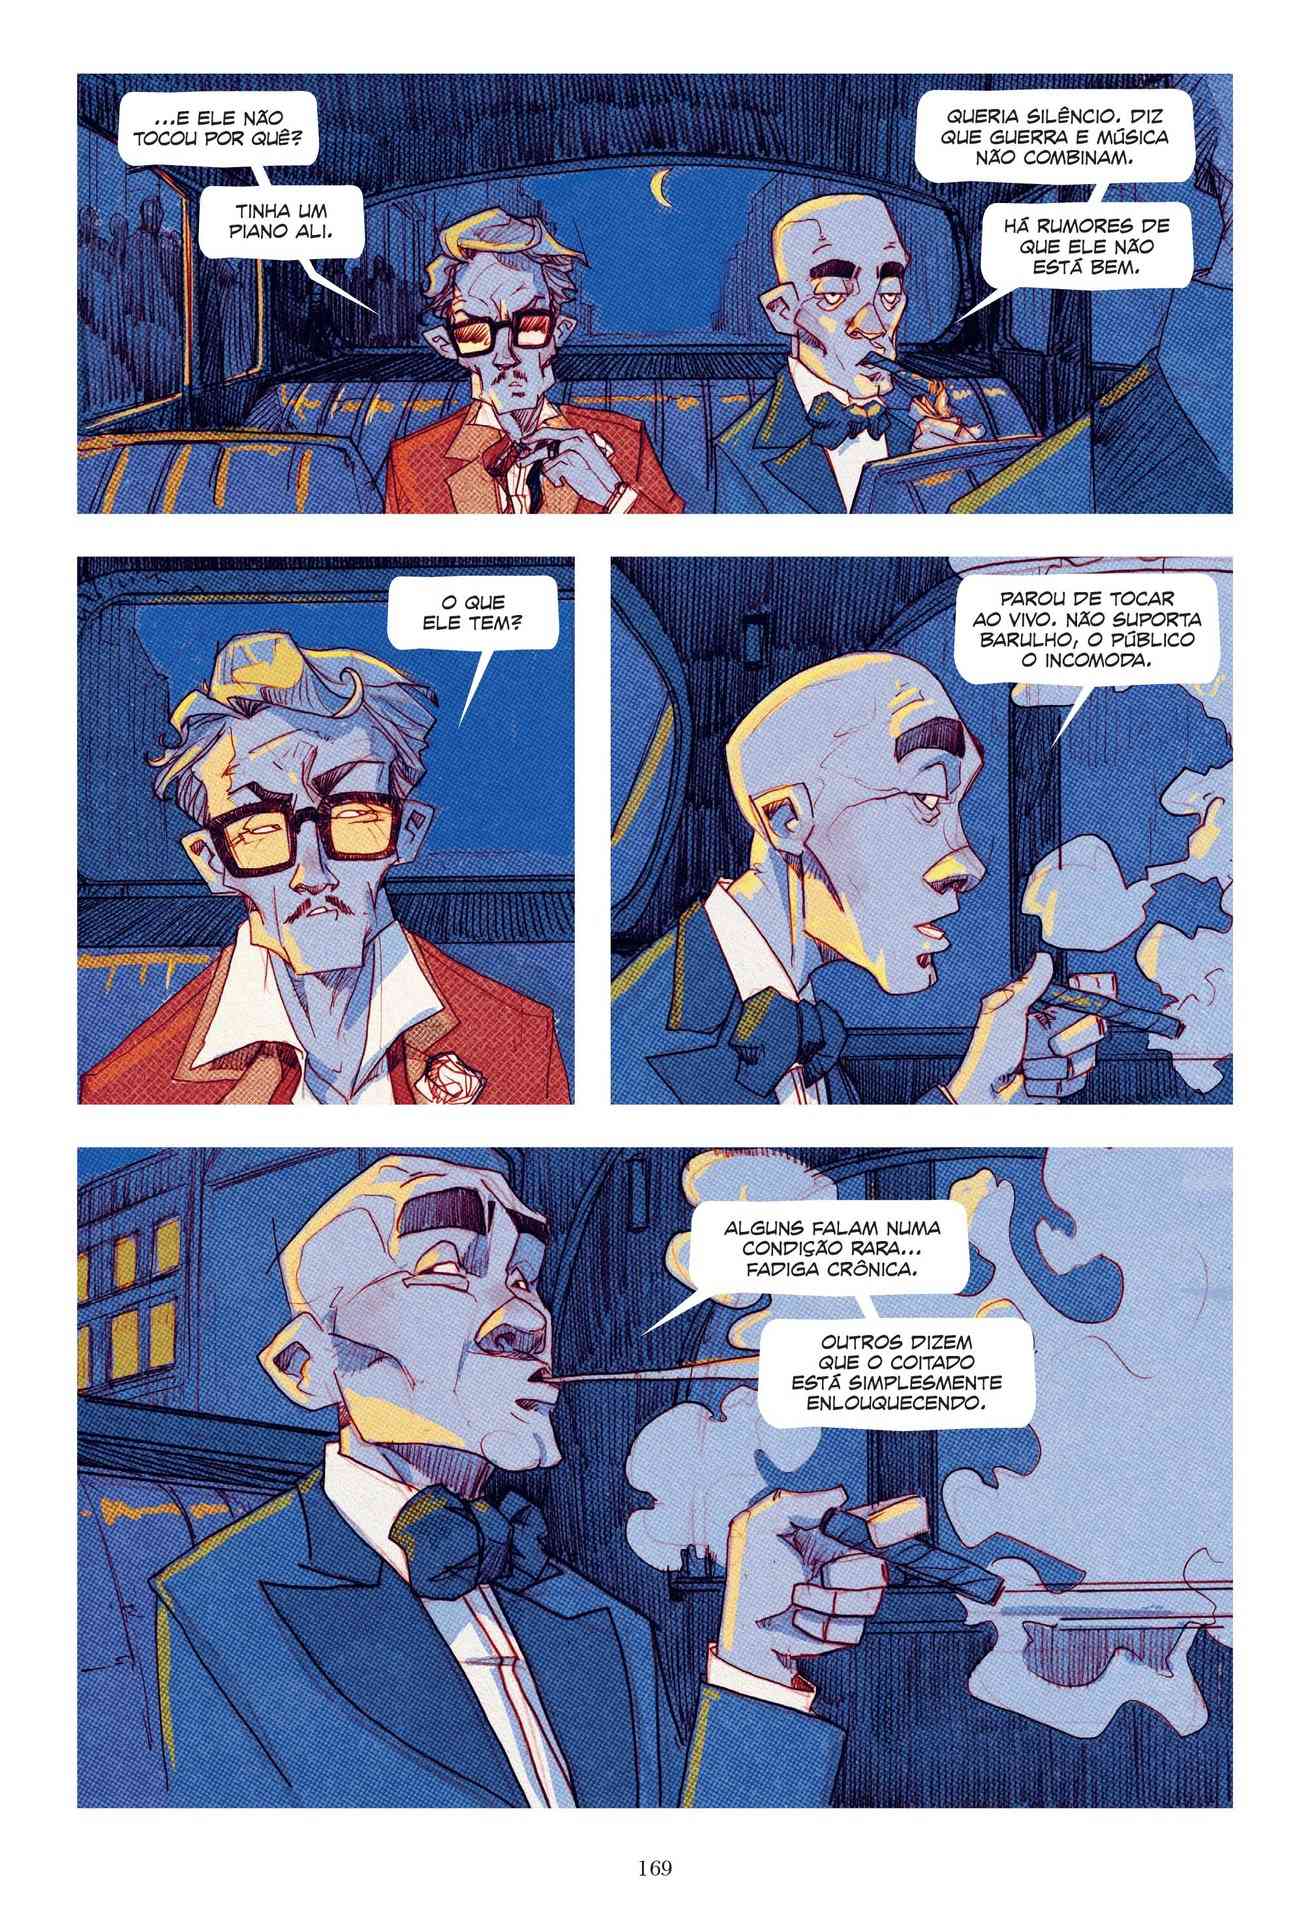 ...E ELE NÃO
TOCOU POR QUÊ?
TINHA UM
PIANO ALI.
QUERIA SILÊNCIO. DIZ
QUE GUERRA E MÚSICA
NÃO COMBINAM.
HÁ RUMORES DE
QUE ELE NÃO
ESTÁ BEM.
O QUE
ELE TEM?
PAROU DE TOCAR
AO VIVO. NÃO SUPORTA
BARULHO, O PÚBLICO
O INCOMODA.
ALGUNS FALAM NUMA
CONDIÇÃO RARA...
FADIGA CRÔNICA.
OUTROS DIZEM
QUE O COITADO
ESTÁ SIMPLESMENTE
ENLOUQUECENDO.
169